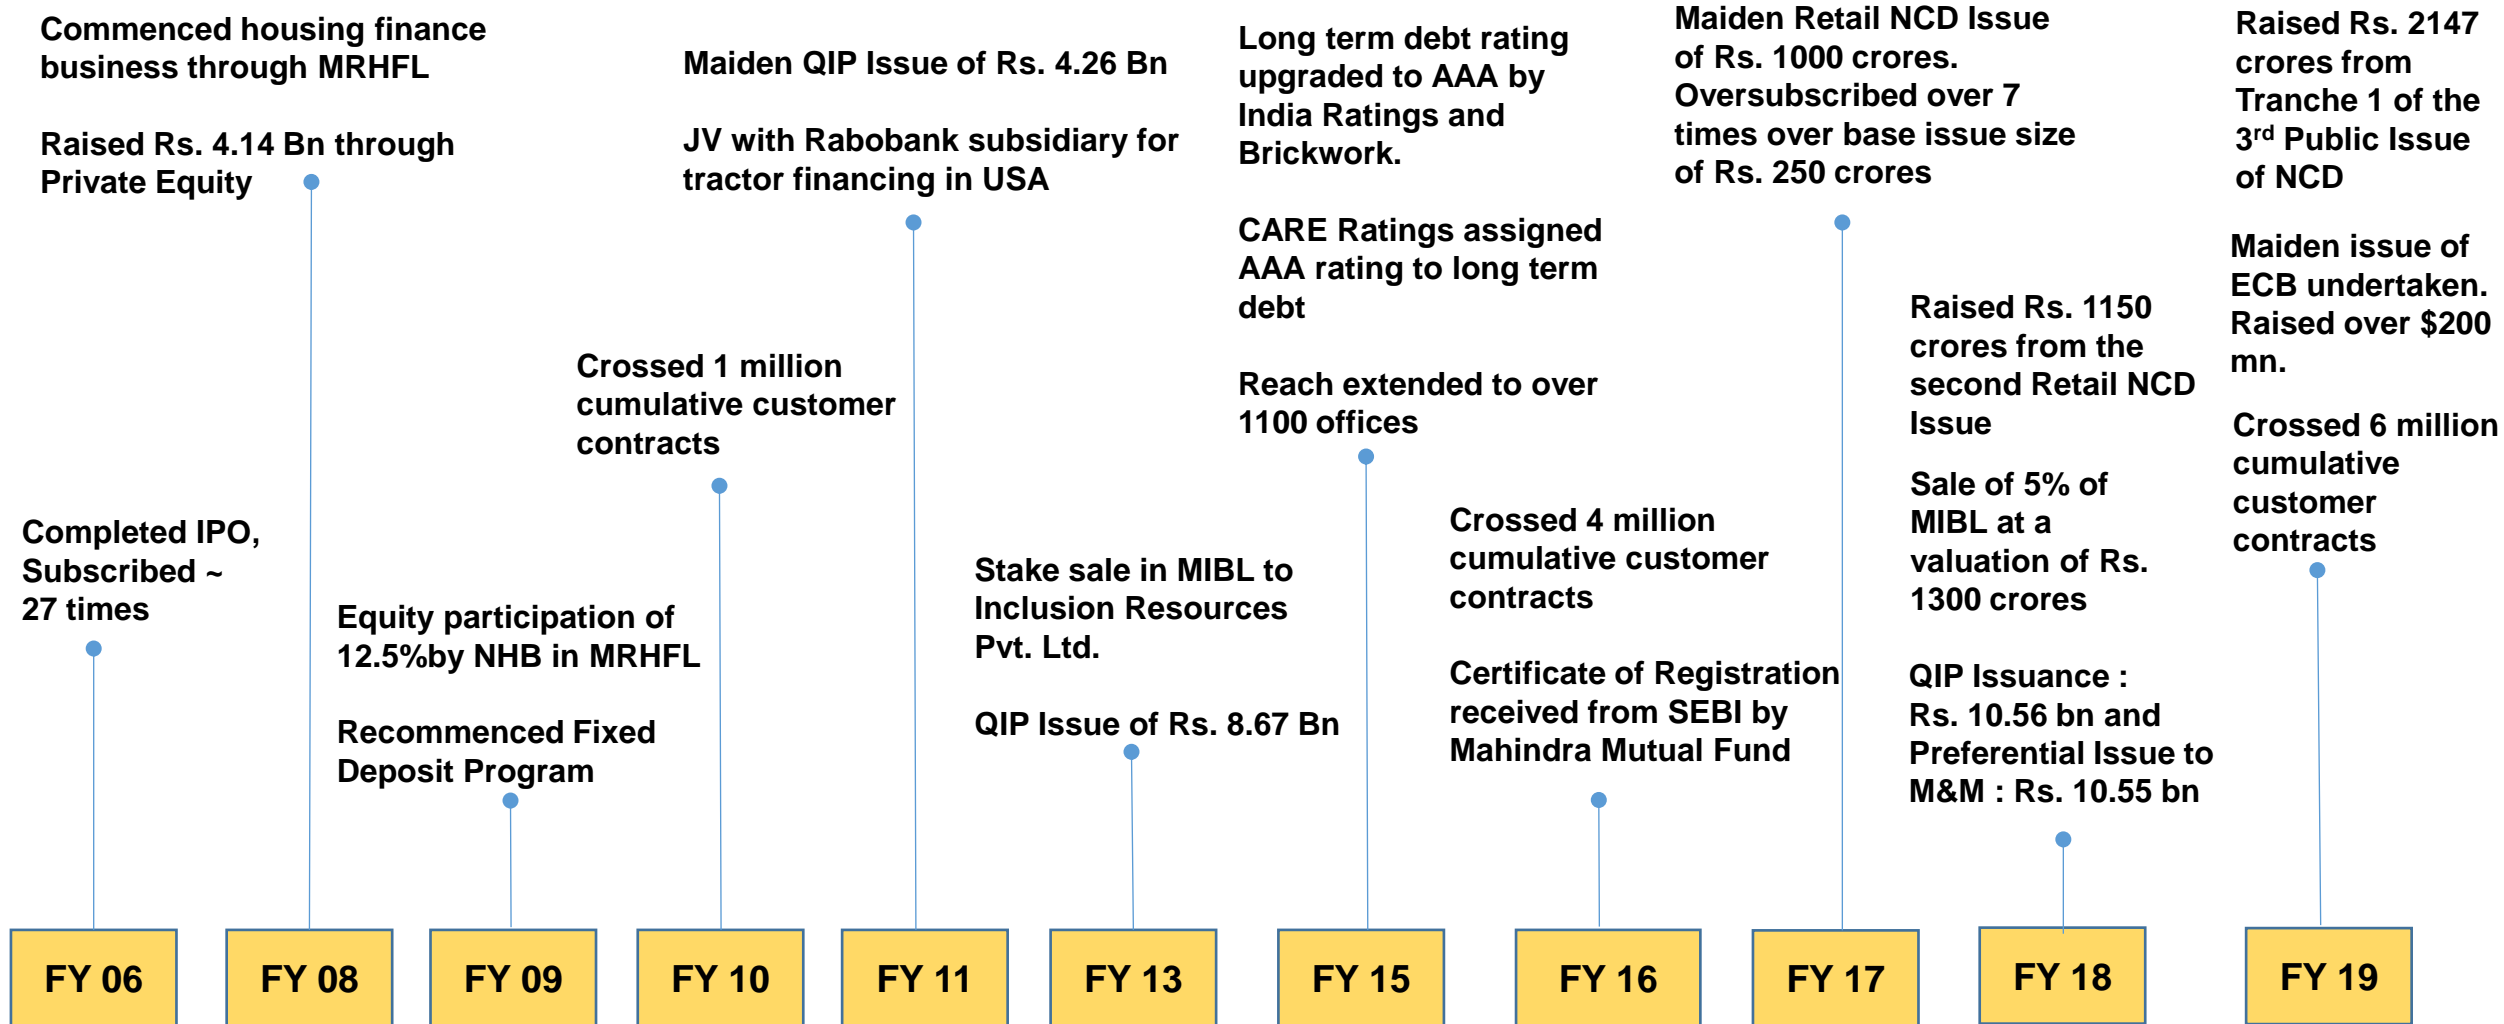 Commenced housing finance
business through MRHFL
Raised Rs. 4.14 Bn through
Private Equity
Maiden QIP Issue of Rs. 4.26 Bn
JV with Rabobank subsidiary for
tractor financing in USA
Long term debt rating
upgraded to AAA by
India Ratings and
Brickwork.
CARE Ratings assigned
AAA rating to long term
debt
Reach extended to over
1100 offices
Maiden Retail NCD Issue
of Rs. 1000 crores.
Oversubscribed over 7
times over base issue size
of Rs. 250 crores
Raised Rs. 2147
crores from
Tranche 1 of the
3rd Public Issue
of NCD
Maiden issue of
ECB undertaken.
Raised over $200
mn.
Crossed 6 million
cumulative
customer
contracts
Completed IPO,
Subscribed ~
27 times
Equity participation of
12.5%by NHB in MRHFL
Recommenced Fixed
Deposit Program
Crossed 1 million
cumulative customer
contracts
Stake sale in MIBL to
Inclusion Resources
Pvt. Ltd.
QIP Issue of Rs. 8.67 Bn
Crossed 4 million
cumulative customer
contracts
Certificate of Registration
received from SEBI by
Mahindra Mutual Fund
Raised Rs. 1150
crores from the
second Retail NCD
Issue
Sale of 5% of
MIBL at a
valuation of Rs.
1300 crores
QIP Issuance :
Rs. 10.56 bn and
Preferential Issue to
M&M : Rs. 10.55 bn
FY 06
FY 08
FY 09
FY 10
FY 11
FY 13
FY 15
FY 16
FY 17
FY 18
FY 19